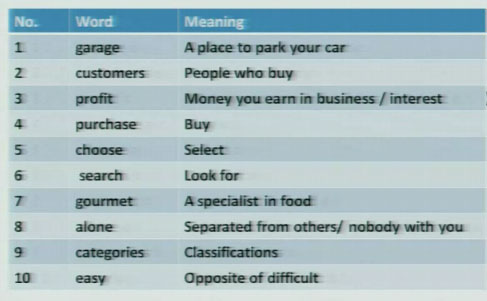 No. Word Meaning
1 garage A place to park your car
2 customers People who buy
3 profit Money you earn in business / interest
4 purchase Buy
5 choose Select
6 search Look for
7 gourmet A specialist in food
8 alone Separated from others/ nobody with you
9 categories Classifications
10 easy Opposite of difficult